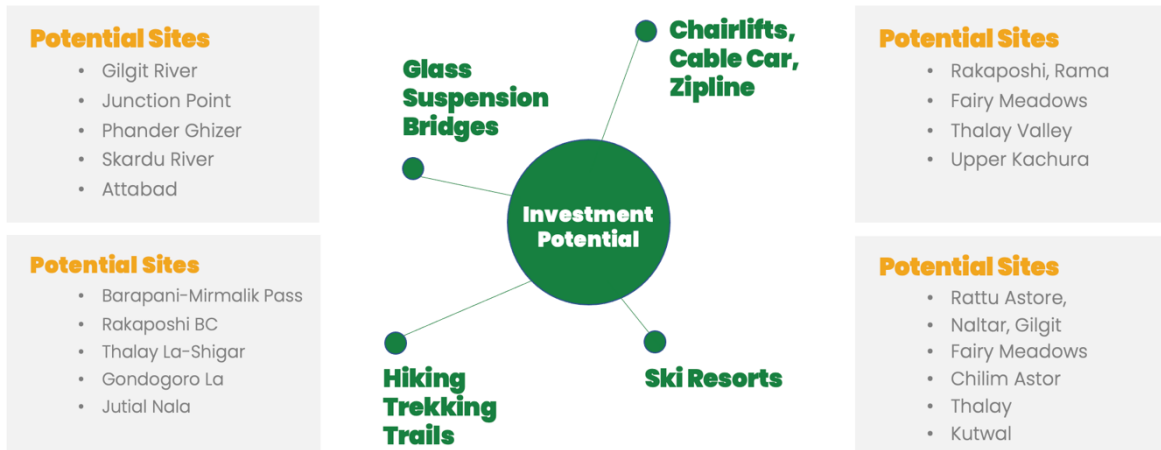 Potential Sites
• Gilgit River
• Junction Point
• Phander Ghizer
• Skardu River
• Attabad
Glass
Suspension
Bridges
Chairlifts,
Cable Car,
Zipline
Potential Sites
• Rakaposhi, Rama
• Fairy Meadows
• Thalay Valley
• Upper Kachura
Investment
Potential
Potential Sites
• Barapani-Mirmalik Pass
• Rakaposhi BC
• Thalay La-Shigar
• Gondogoro La
• Jutial Nala
Hiking
Trekking
Trails
Ski Resorts
Potential Sites
• Rattu Astore,
• Naltar, Gilgit
• Fairy Meadows
• Chilim Astor
• Thalay
• Kutwal